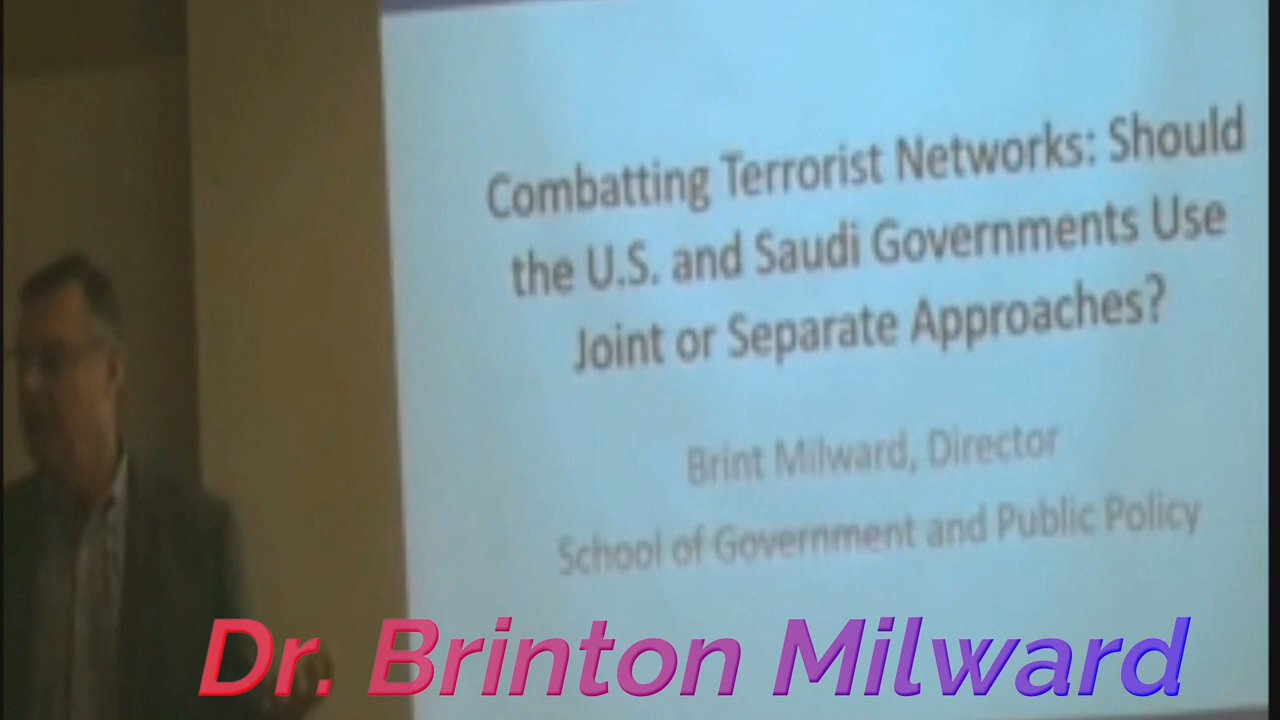 Combatting Terrorist Networks: Should
the U.S. and Saudi Governments Use
Joint or Separate Approaches?
Brint Milward, Director
School of Government and Public Policy
Dr. Brinton Milward